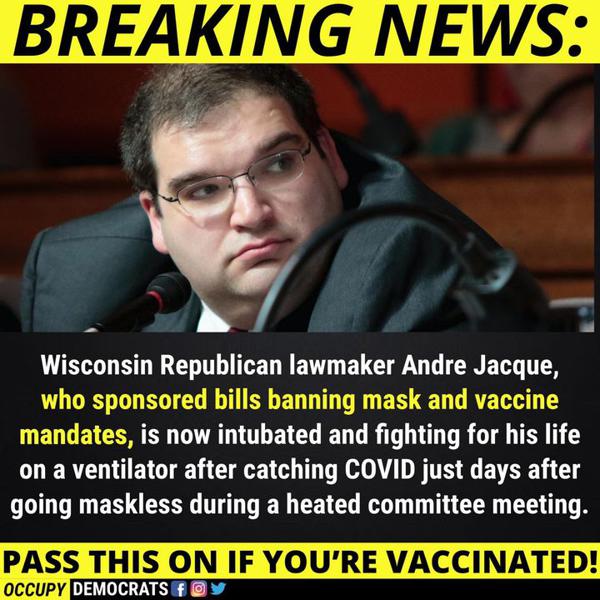 BREAKING NEWS:
Wisconsin Republican lawmaker Andre Jacque,
who sponsored bills banning mask and vaccine
mandates, is now intubated and fighting for his life
on a ventilator after catching COVID just days after
going maskless during a heated committee meeting.
PASS THIS ON IF YOU'RE VACCINATED!
OCCUPY DEMOCRATS